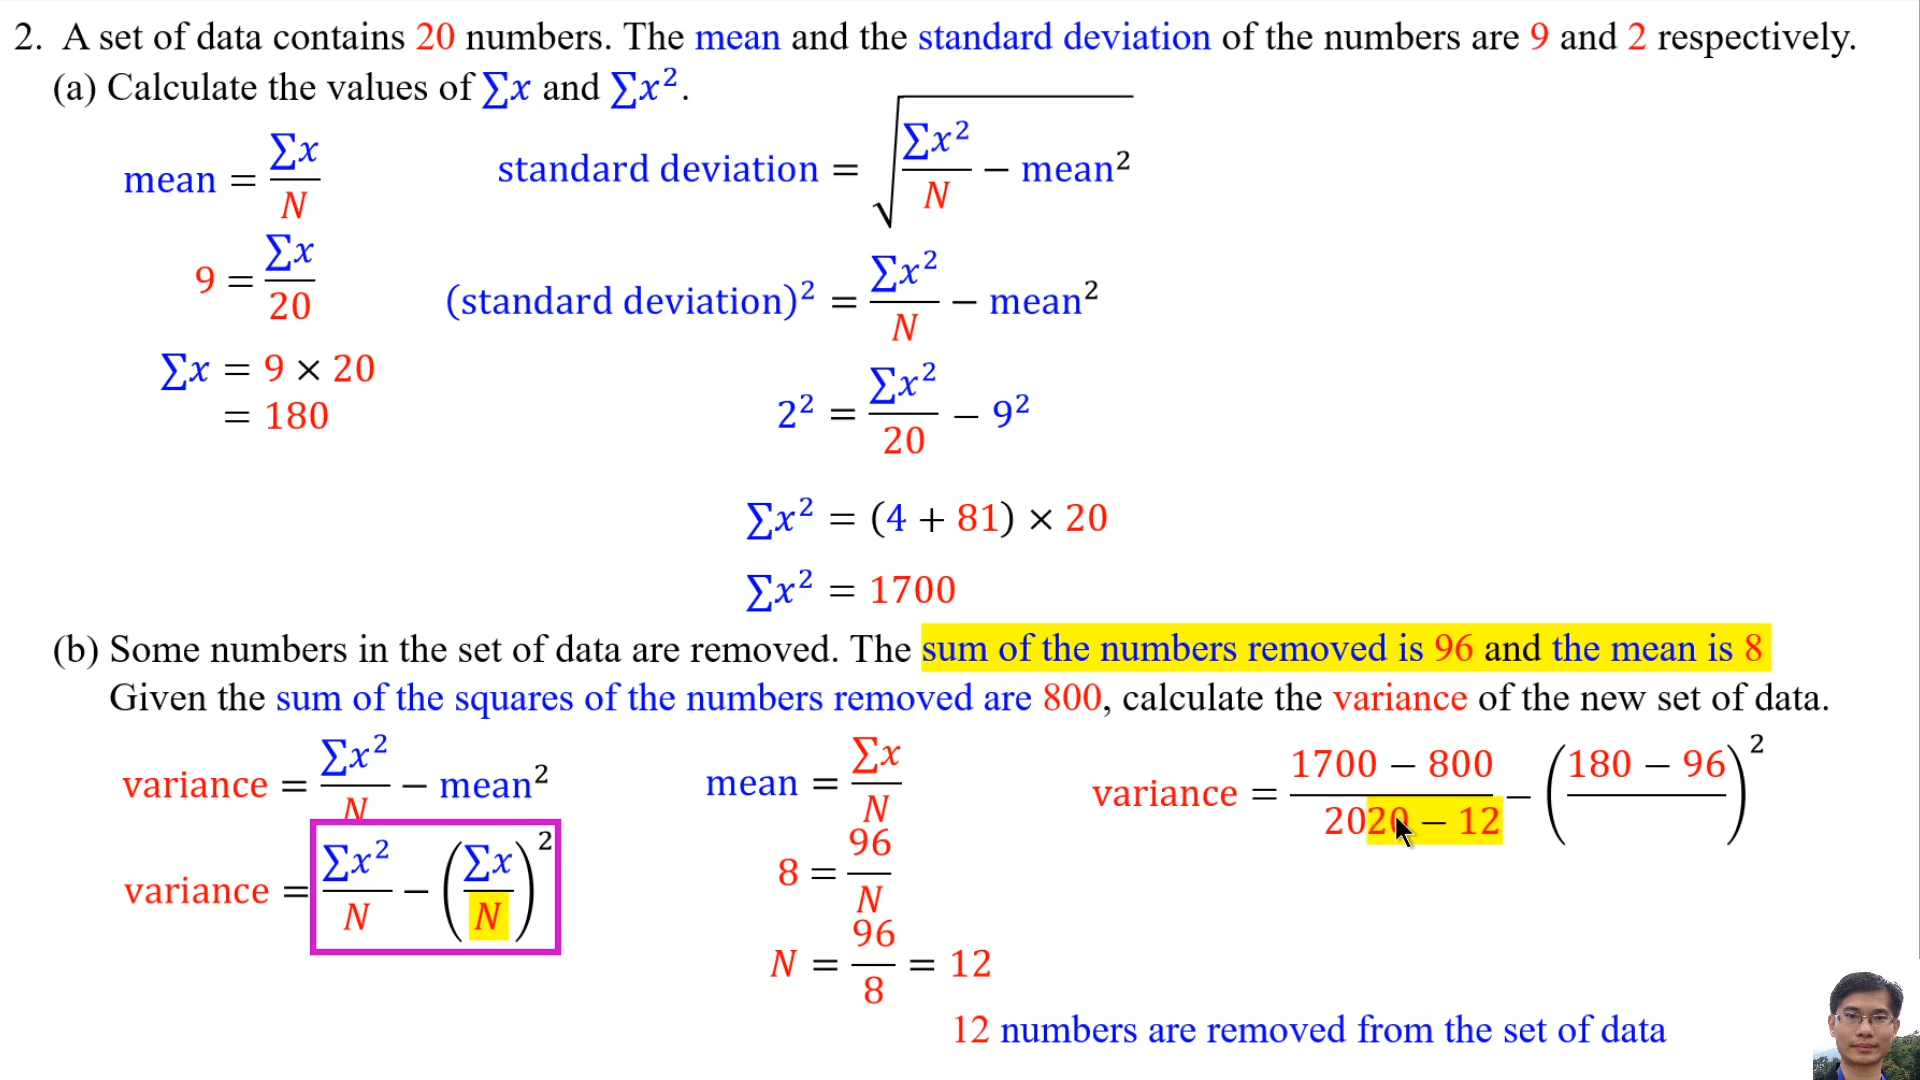 2. A set of data contains 20 numbers. The mean and the standard deviation of the numbers are 9 and 2 respectively.
(a) Calculate the values of ∑x and ∑x².
mean = ∑x/N
standard deviation = √(∑x²/N − mean²)
9 = ∑x/20
(standard deviation)² = ∑x²/N − mean²
∑x = 9 × 20
= 180
2² = ∑x²/20 − 9²
∑x² = (4 + 81) × 20
∑x² = 1700
(b) Some numbers in the set of data are removed. The sum of the numbers removed is 96 and the mean is 8
Given the sum of the squares of the numbers removed are 800, calculate the variance of the new set of data.
variance = ∑x²/N − mean²
variance = ∑x²/N − (∑x/N)²
mean = ∑x/N
8 = 96/N
N = 96/8 = 12
variance = (1700 − 800)/(2020 − 12) − ((180 − 96)/ )²
12 numbers are removed from the set of data